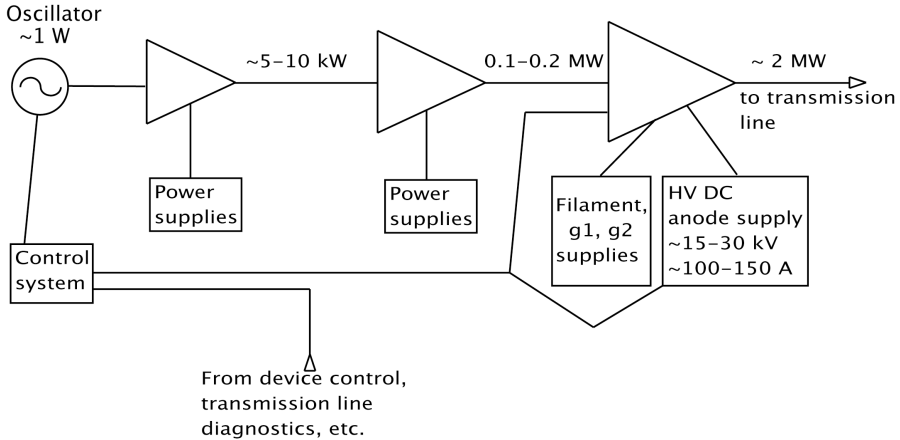 Oscillator
~1 W
~5–10 kW
0.1–0.2 MW
~ 2 MW
to transmission
line
Power
supplies
Power
supplies
Filament,
g1, g2
supplies
HV DC
anode supply
~15–30 kV
~100–150 A
Control
system
From device control,
transmission line
diagnostics, etc.